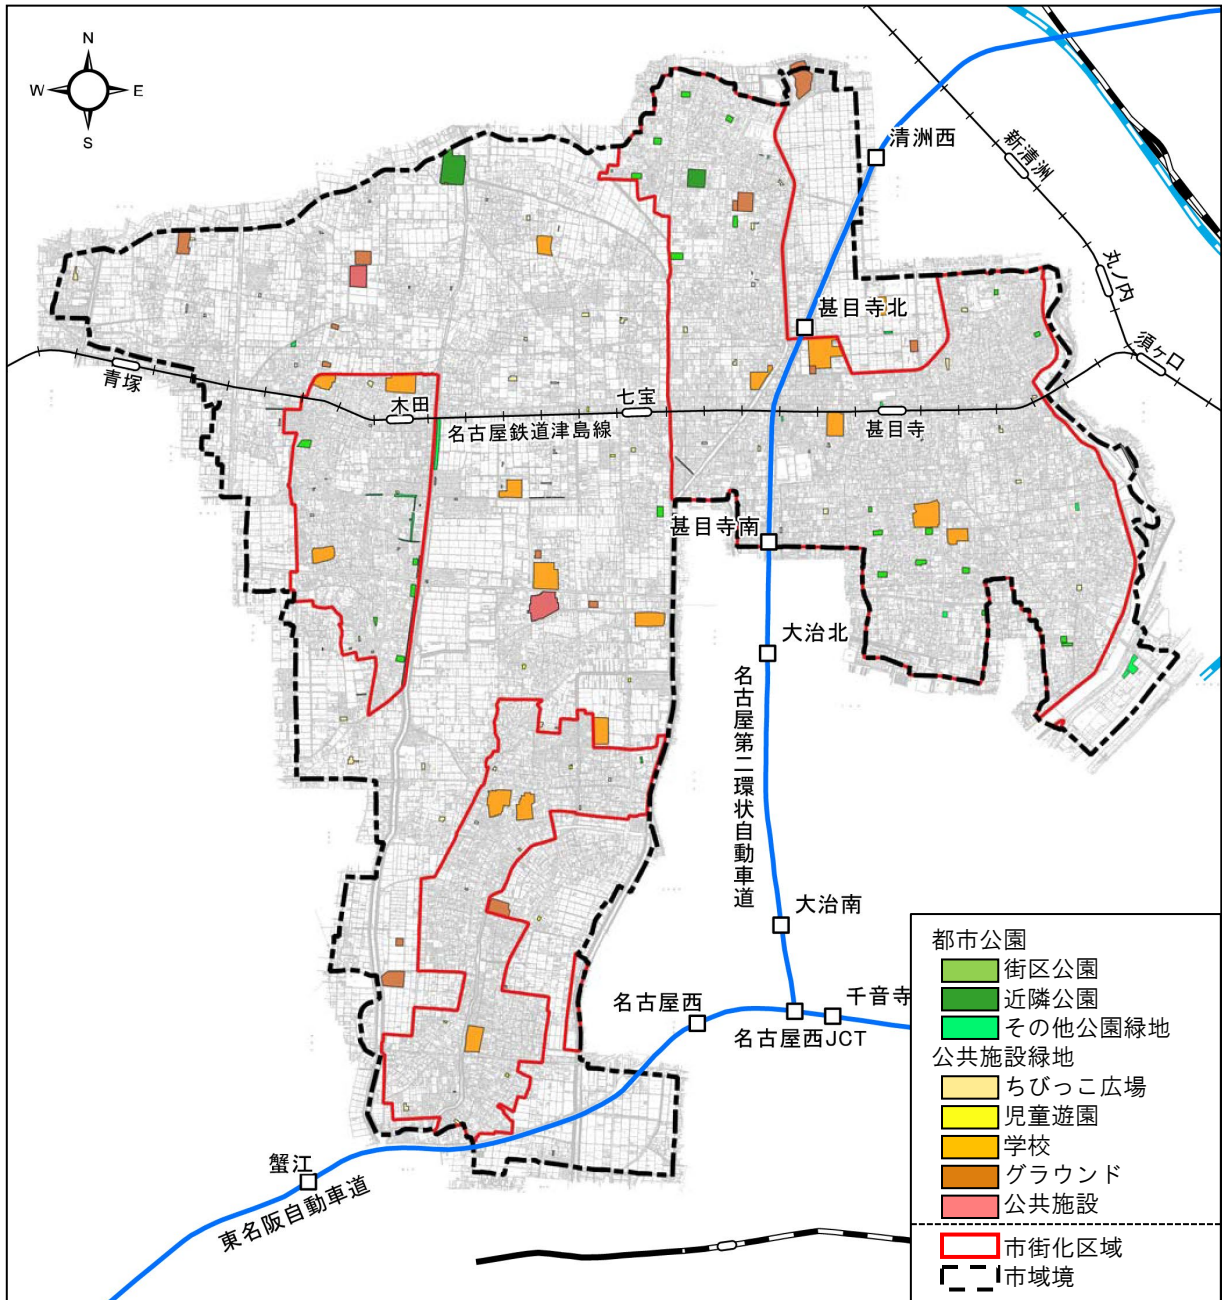 N
W
E
S
清洲西
新清洲
丸ノ内
須ヶ口
甚目寺北
青塚
木田
七宝
名古屋鉄道津島線
甚目寺
甚目寺南
大治北
名古屋第二環状自動車道
大治南
名古屋西
千音寺
名古屋西JCT
蟹江
東名阪自動車道
都市公園
街区公園
近隣公園
その他公園緑地
公共施設緑地
ちびっこ広場
児童遊園
学校
グラウンド
公共施設
市街化区域
市域境